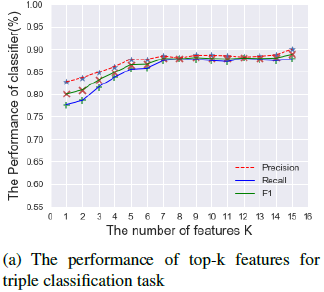 1.00
0.95
0.90
0.85
0.80
0.75
0.70
0.65
0.60
0.55
The Performance of classifier(%)
Precision
Recall
F1
0 1 2 3 4 5 6 7 8 9 10 11 12 13 14 15 16
The number of features K
(a) The performance of top-k features for
triple classification task